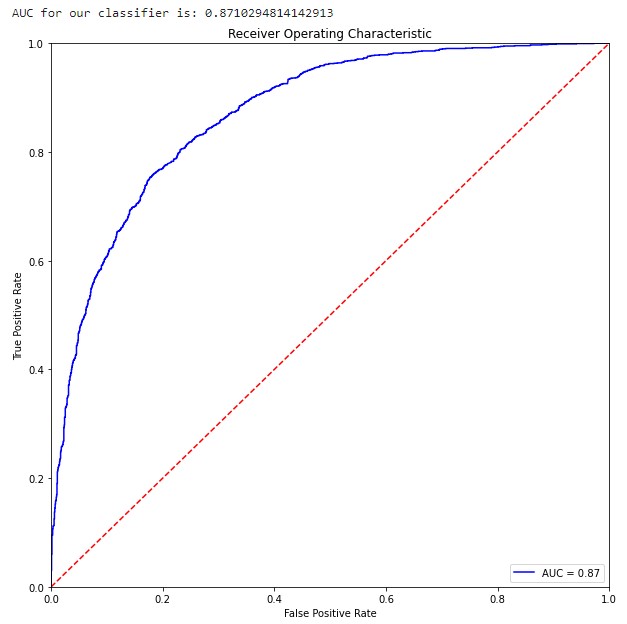 AUC for our classifier is: 0.8710294814142913
Receiver Operating Characteristic
1.0
0.8
0.6
0.4
0.2
0.0
True Positive Rate
AUC = 0.87
0.0 0.2 0.4 0.6 0.8 1.0
False Positive Rate